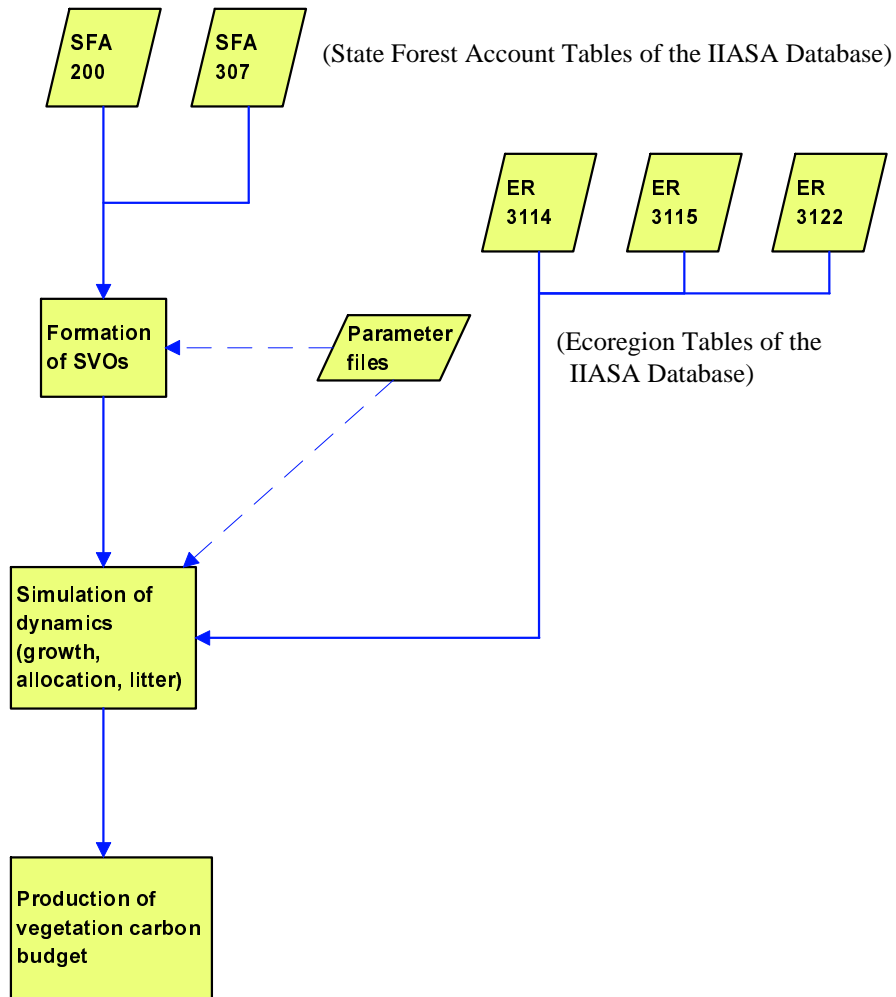 SFA
200
SFA
307
(State Forest Account Tables of the IIASA Database)
ER
3114
ER
3115
ER
3122
Formation
of SVOs
Parameter
files
(Ecoregion Tables of the
IIASA Database)
Simulation of
dynamics
(growth,
allocation, litter)
Production of
vegetation carbon
budget